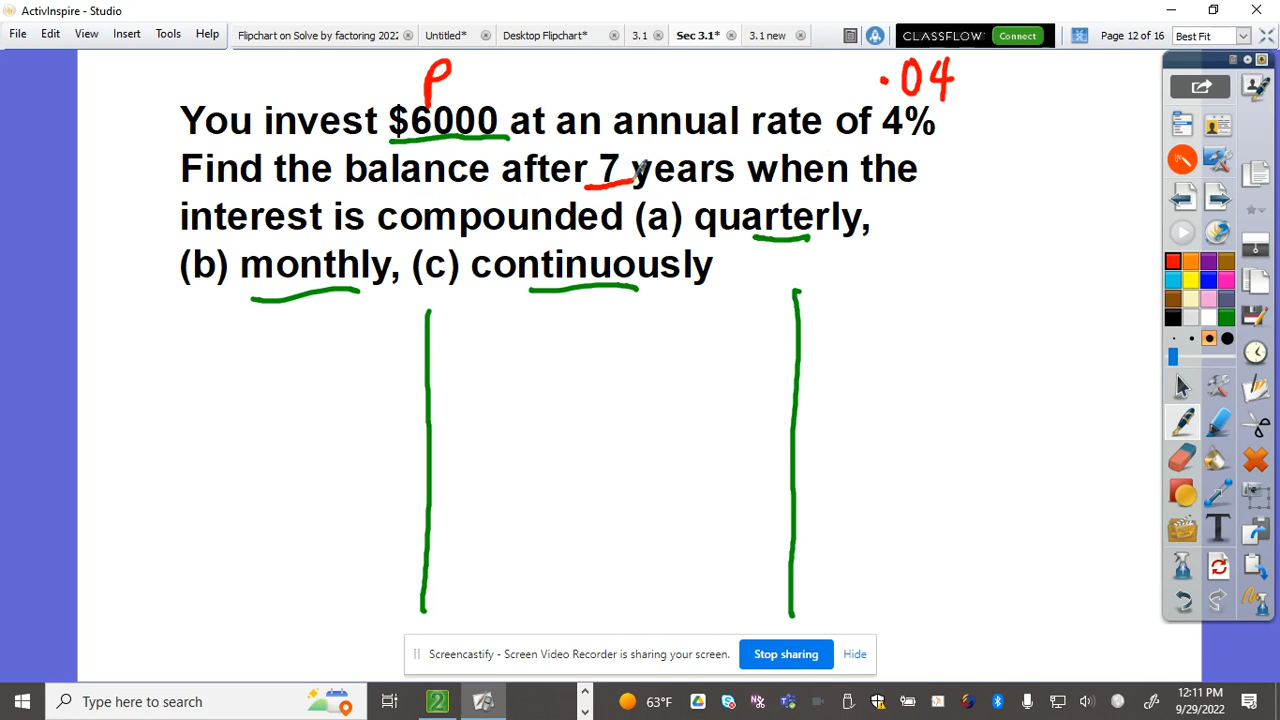 ActivInspire - Studio
File Edit View Insert Tools Help
Flipchart on Solve by factoring 2022 Untitled* Desktop Flipchart* 3.1 Sec 3.1* 3.1 new
CLASSFLOW Connect
Page 12 of 16 Best Fit
P .04
You invest $6000 at an annual rate of 4%
Find the balance after 7 years when the
interest is compounded (a) quarterly,
(b) monthly, (c) continuously
Screencastify - Screen Video Recorder is sharing your screen. Stop sharing Hide
Type here to search
63°F
12:11 PM
9/29/2022